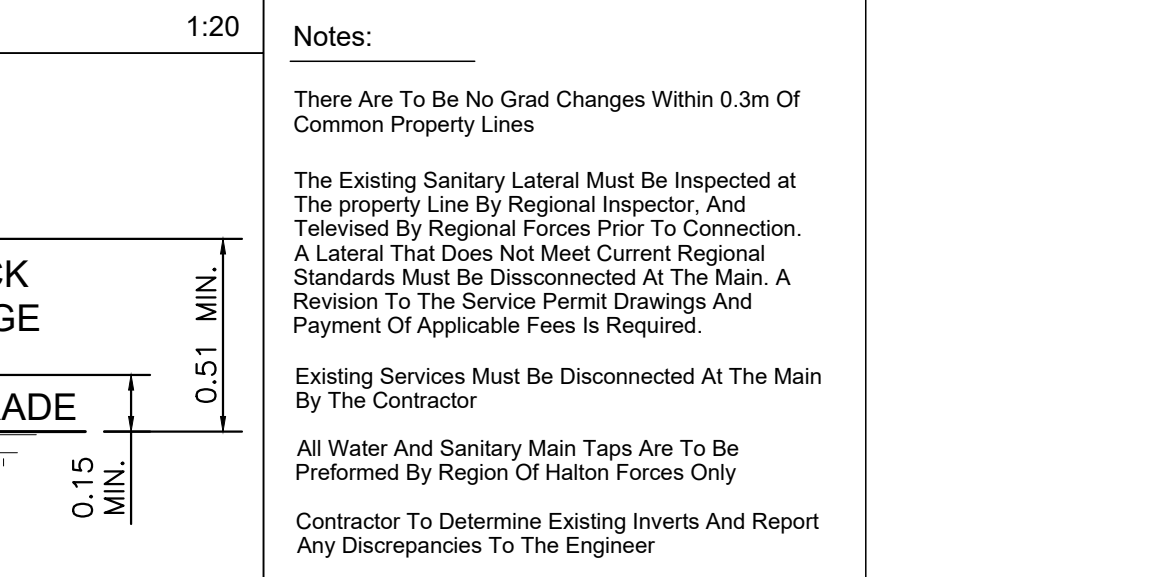 1:20
CK
GE
ADE
0.51 MIN.
0.15
MIN.
Notes:
There Are To Be No Grad Changes Within 0.3m Of
Common Property Lines
The Existing Sanitary Lateral Must Be Inspected at
The property Line By Regional Inspector, And
Televised By Regional Forces Prior To Connection.
A Lateral That Does Not Meet Current Regional
Standards Must Be Dissconnected At The Main. A
Revision To The Service Permit Drawings And
Payment Of Applicable Fees Is Required.
Existing Services Must Be Disconnected At The Main
By The Contractor
All Water And Sanitary Main Taps Are To Be
Preformed By Region Of Halton Forces Only
Contractor To Determine Existing Inverts And Report
Any Discrepancies To The Engineer